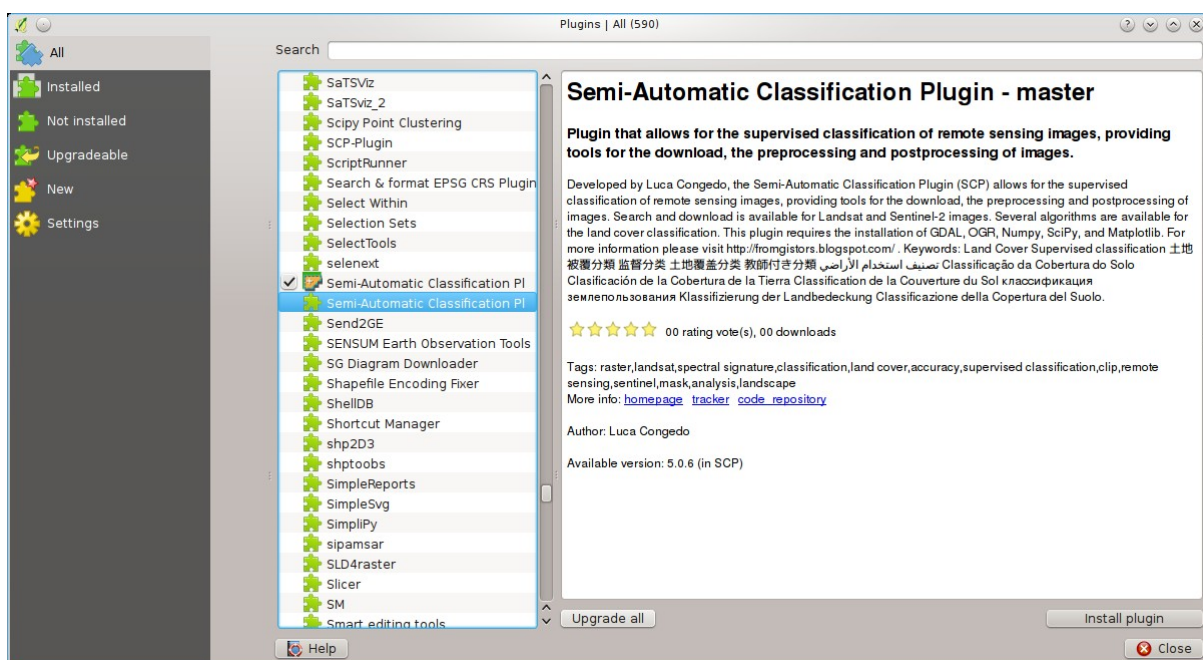 Plugins | All (590)
All
Installed
Not installed
Upgradeable
New
Settings
Search
SaTSViz
SaTSviz_2
Scipy Point Clustering
SCP-Plugin
ScriptRunner
Search & format EPSG CRS Plugin
Select Within
Selection Sets
SelectTools
selenext
Semi-Automatic Classification Pl
Semi-Automatic Classification Pl
Send2GE
SENSUM Earth Observation Tools
SG Diagram Downloader
Shapefile Encoding Fixer
ShellDB
Shortcut Manager
shp2D3
shptoobs
SimpleReports
SimpleSvg
SimpliPy
sipamsar
SLD4raster
Slicer
SM
Smart editing tools
Semi-Automatic Classification Plugin - master
Plugin that allows for the supervised classification of remote sensing images, providing
tools for the download, the preprocessing and postprocessing of images.
Developed by Luca Congedo, the Semi-Automatic Classification Plugin (SCP) allows for the supervised
classification of remote sensing images, providing tools for the download, the preprocessing and postprocessing of
images. Search and download is available for Landsat and Sentinel-2 images. Several algorithms are available for
the land cover classification. This plugin requires the installation of GDAL, OGR, Numpy, SciPy, and Matplotlib. For
more information please visit http://fromgistors.blogspot.com/ . Keywords: Land Cover Supervised classification 土地
被覆分類 监督分类 土地覆盖分类 教師付き分類 تصنيف استخدام الأراضي Classificação da Cobertura do Solo
Clasificación de la Cobertura de la Tierra Classification de la Couverture du Sol классификация
землепользования Klassifizierung der Landbedeckung Classificazione della Copertura del Suolo.
00 rating vote(s), 00 downloads
Tags: raster,landsat,spectral signature,classification,land cover,accuracy,supervised classification,clip,remote
sensing,sentinel,mask,analysis,landscape
More info: homepage tracker code_repository
Author: Luca Congedo
Available version: 5.0.6 (in SCP)
Upgrade all
Install plugin
Help
Close